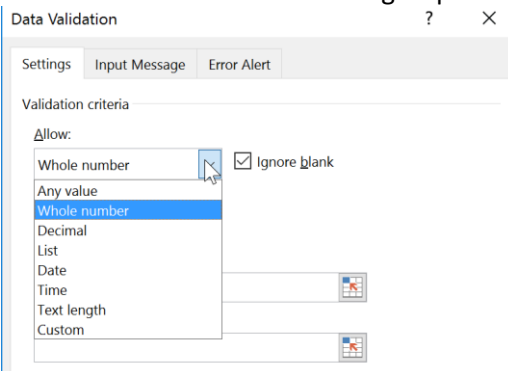 Data Validation ? ×
Settings Input Message Error Alert
Validation criteria
Allow:
Whole number Ignore blank
Any value
Whole number
Decimal
List
Date
Time
Text length
Custom